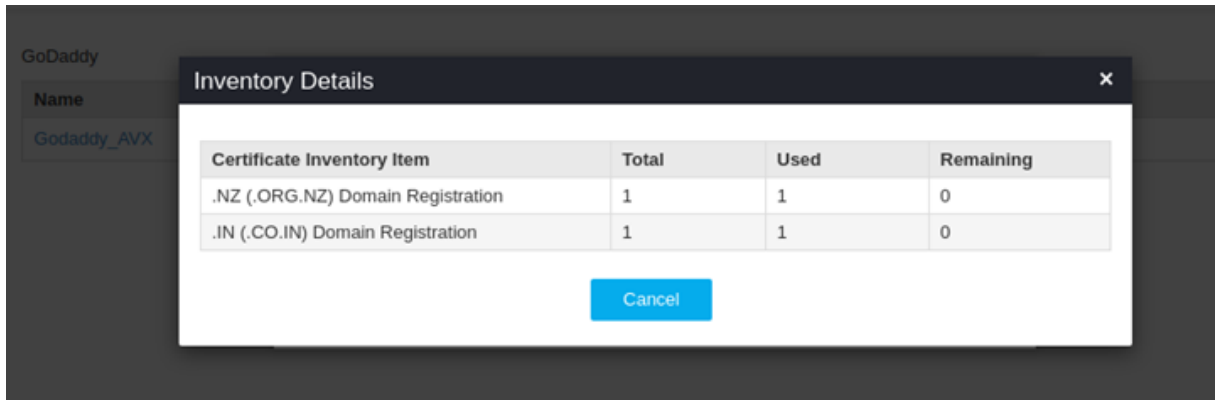 GoDaddy
Inventory Details ×
Name
Godaddy_AVX
Certificate Inventory Item Total Used Remaining
.NZ (.ORG.NZ) Domain Registration 1 1 0
.IN (.CO.IN) Domain Registration 1 1 0
Cancel